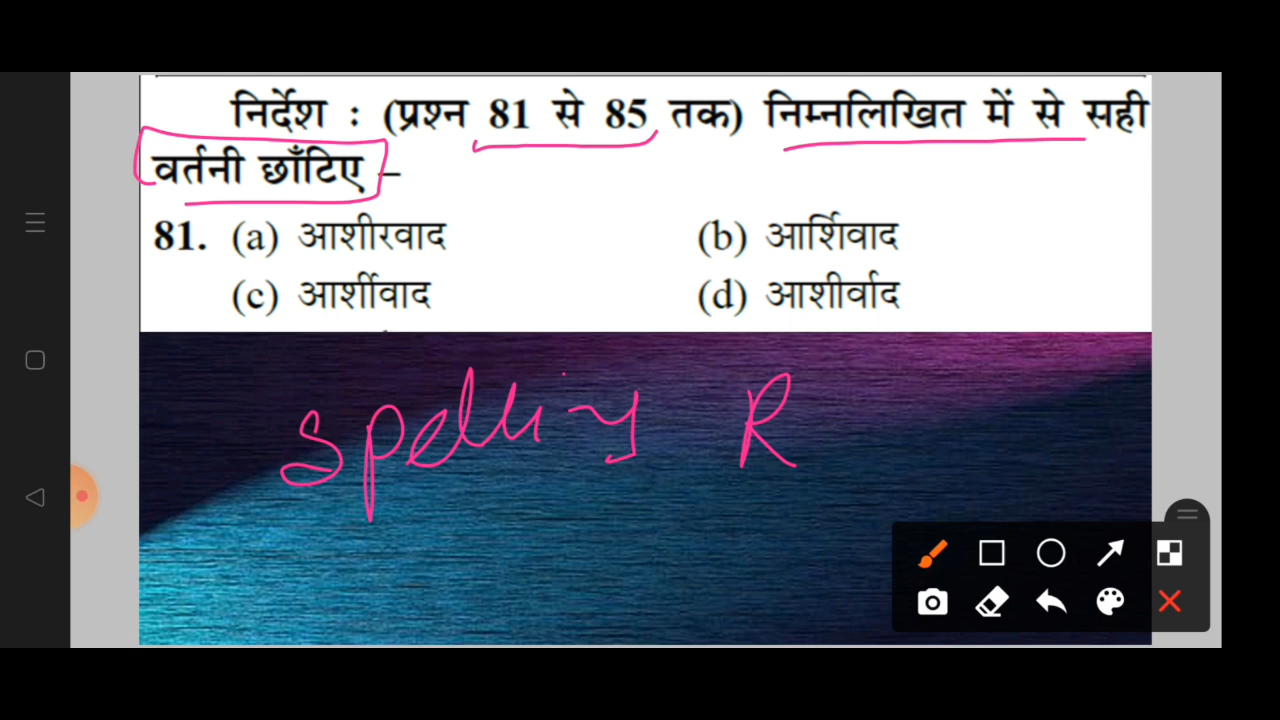 निर्देश : (प्रश्न 81 से 85 तक) निम्नलिखित में से सही
वर्तनी छाँटिए –
81. (a) आशीरवाद (b) आर्शिवाद
(c) आर्शीवाद (d) आशीर्वाद
Spelling R